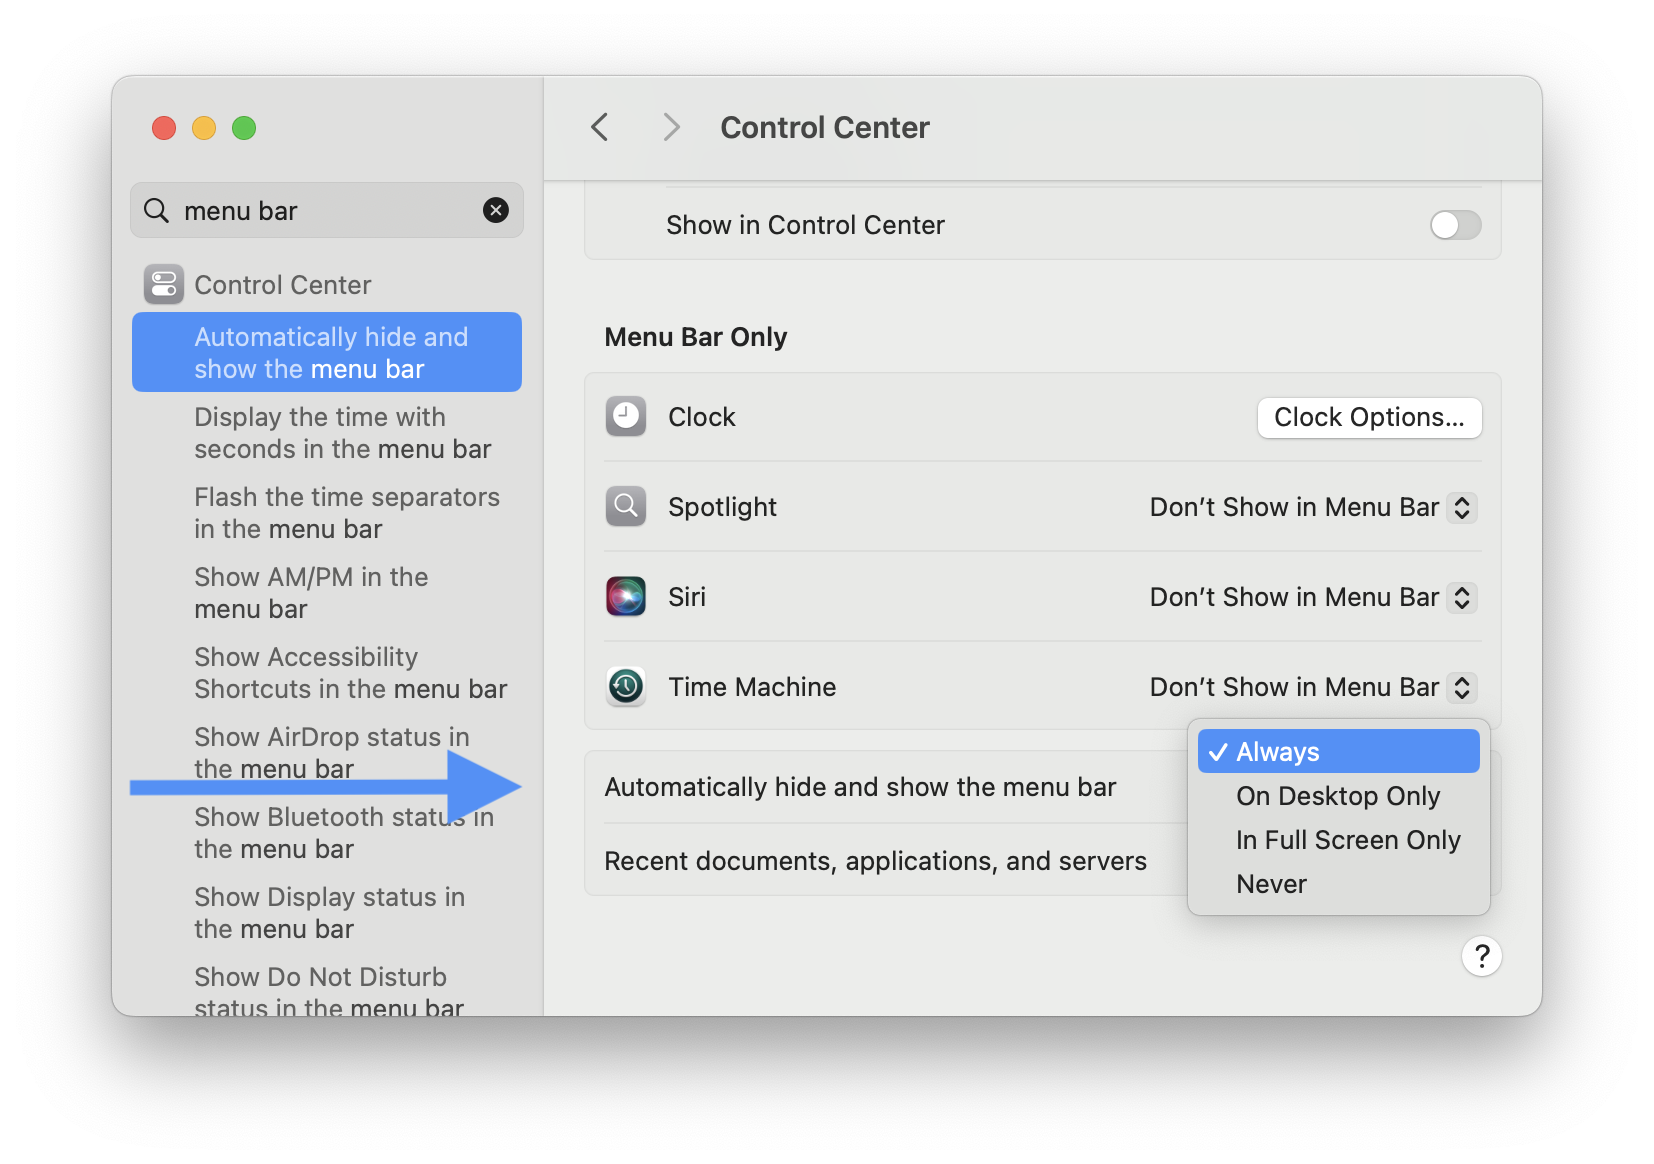 Control Center
menu bar
Control Center
Automatically hide and
show the menu bar
Display the time with
seconds in the menu bar
Flash the time separators
in the menu bar
Show AM/PM in the
menu bar
Show Accessibility
Shortcuts in the menu bar
Show AirDrop status in
the menu bar
Show Bluetooth status in
the menu bar
Show Display status in
the menu bar
Show Do Not Disturb
status in the menu bar
Show in Control Center
Menu Bar Only
Clock
Clock Options...
Spotlight
Don’t Show in Menu Bar
Siri
Don’t Show in Menu Bar
Time Machine
Don’t Show in Menu Bar
Automatically hide and show the menu bar
Recent documents, applications, and servers
✓ Always
On Desktop Only
In Full Screen Only
Never
?